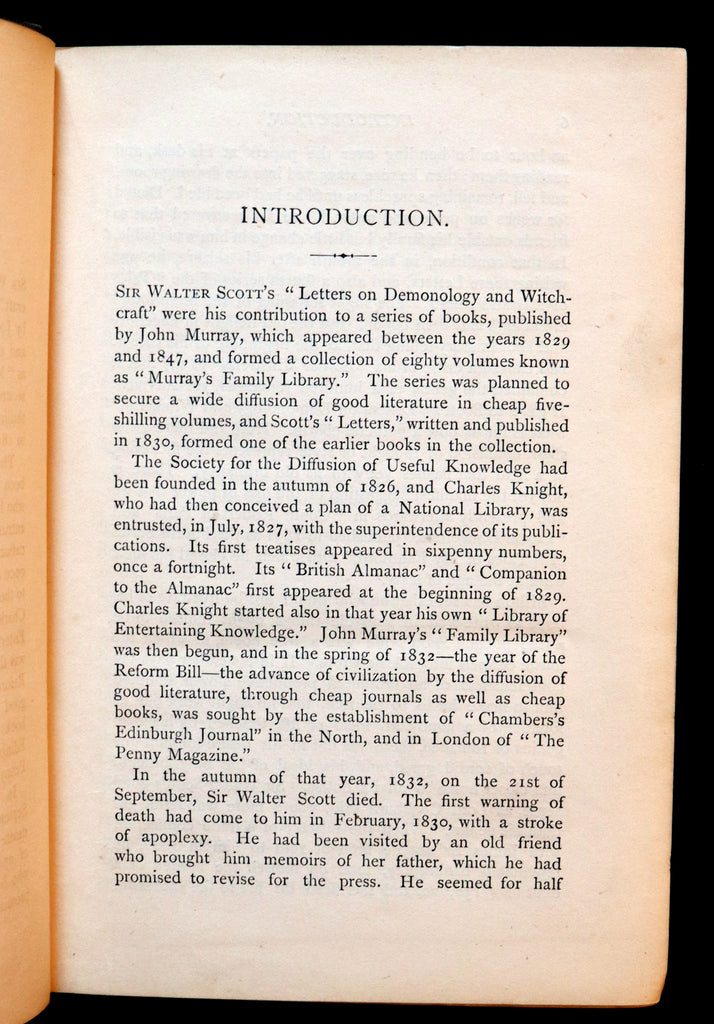 INTRODUCTION.
SIR WALTER SCOTT'S “ Letters on Demonology and Witch-
craft” were his contribution to a series of books, published
by John Murray, which appeared between the years 1829
and 1847, and formed a collection of eighty volumes known
as “ Murray's Family Library.” The series was planned to
secure a wide diffusion of good literature in cheap five-
shilling volumes, and Scott's “ Letters,” written and published
in 1830, formed one of the earlier books in the collection.
The Society for the Diffusion of Useful Knowledge had
been founded in the autumn of 1826, and Charles Knight,
who had then conceived a plan of a National Library, was
entrusted, in July, 1827, with the superintendence of its publi-
cations. Its first treatises appeared in sixpenny numbers,
once a fortnight. Its “ British Almanac” and “ Companion
to the Almanac” first appeared at the beginning of 1829.
Charles Knight started also in that year his own “ Library of
Entertaining Knowledge.” John Murray's “ Family Library”
was then begun, and in the spring of 1832—the year of the
Reform Bill—the advance of civilization by the diffusion of
good literature, through cheap journals as well as cheap
books, was sought by the establishment of “ Chambers's
Edinburgh Journal” in the North, and in London of “ The
Penny Magazine.”
In the autumn of that year, 1832, on the 21st of
September, Sir Walter Scott died. The first warning of
death had come to him in February, 1830, with a stroke
of apoplexy. He had been visited by an old friend
who brought him memoirs of her father, which he had
promised to revise for the press. He seemed for half